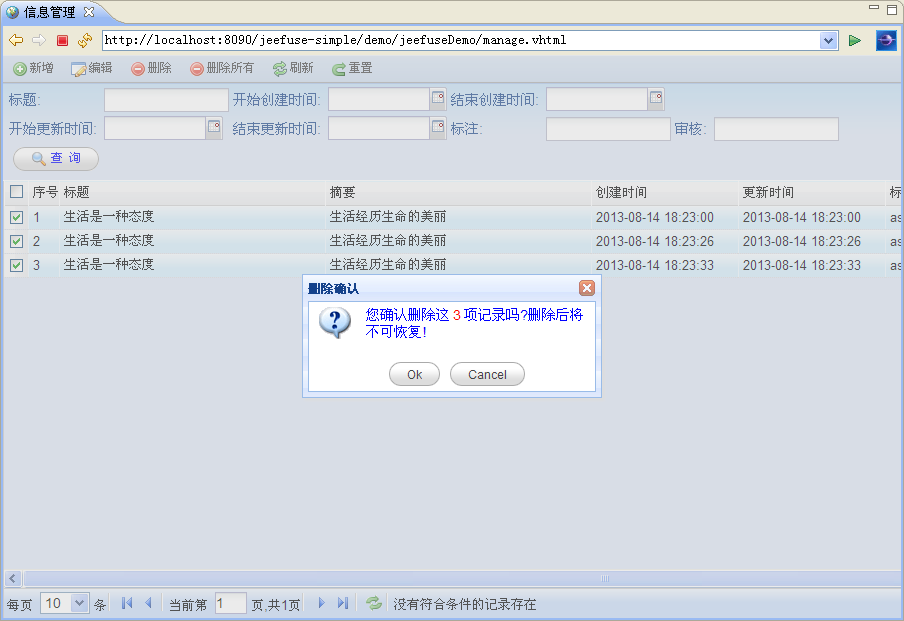 信息管理
http://localhost:8090/jeefuse-simple/demo/jeefuseDemo/manage.vhtml
新增 编辑 删除 删除所有 刷新 重置
标题: 开始创建时间: 结束创建时间:
开始更新时间: 结束更新时间: 标注: 审核:
查 询
序号 标题 摘要 创建时间 更新时间
1 生活是一种态度 生活经历生命的美丽 2013-08-14 18:23:00 2013-08-14 18:23:00 as
2 生活是一种态度 生活经历生命的美丽 2013-08-14 18:23:26 2013-08-14 18:23:26 as
3 生活是一种态度 生活经历生命的美丽 2013-08-14 18:23:33 2013-08-14 18:23:33 as
删除确认
您确认删除这 3 项记录吗?删除后将
不可恢复!
Ok Cancel
每页 10 条 当前第 1 页,共1页 没有符合条件的记录存在